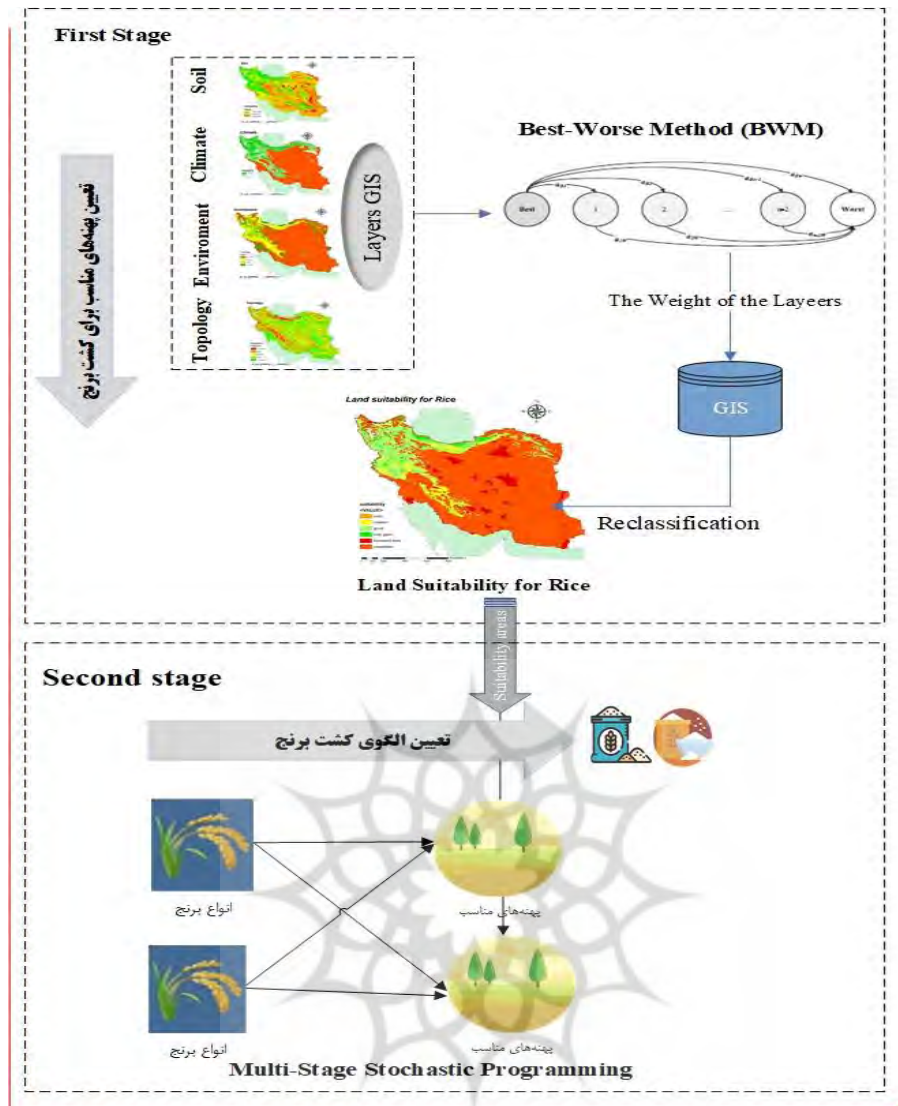 First Stage
Soil
Climate
Enviroment
Topology
Layers GIS
تعیین پهنه‌های مناسب برای کشت برنج
Best-Worse Method (BWM)
Best
1
2
...
n-2
Worst
The Weight of the Layeers
GIS
Reclassification
Land suitability for Rice
Land Suitability for Rice
Suitability areas
Second stage
تعیین الگوی کشت برنج
انواع برنج
پهنه‌های مناسب
انواع برنج
پهنه‌های مناسب
Multi-Stage Stochastic Programming